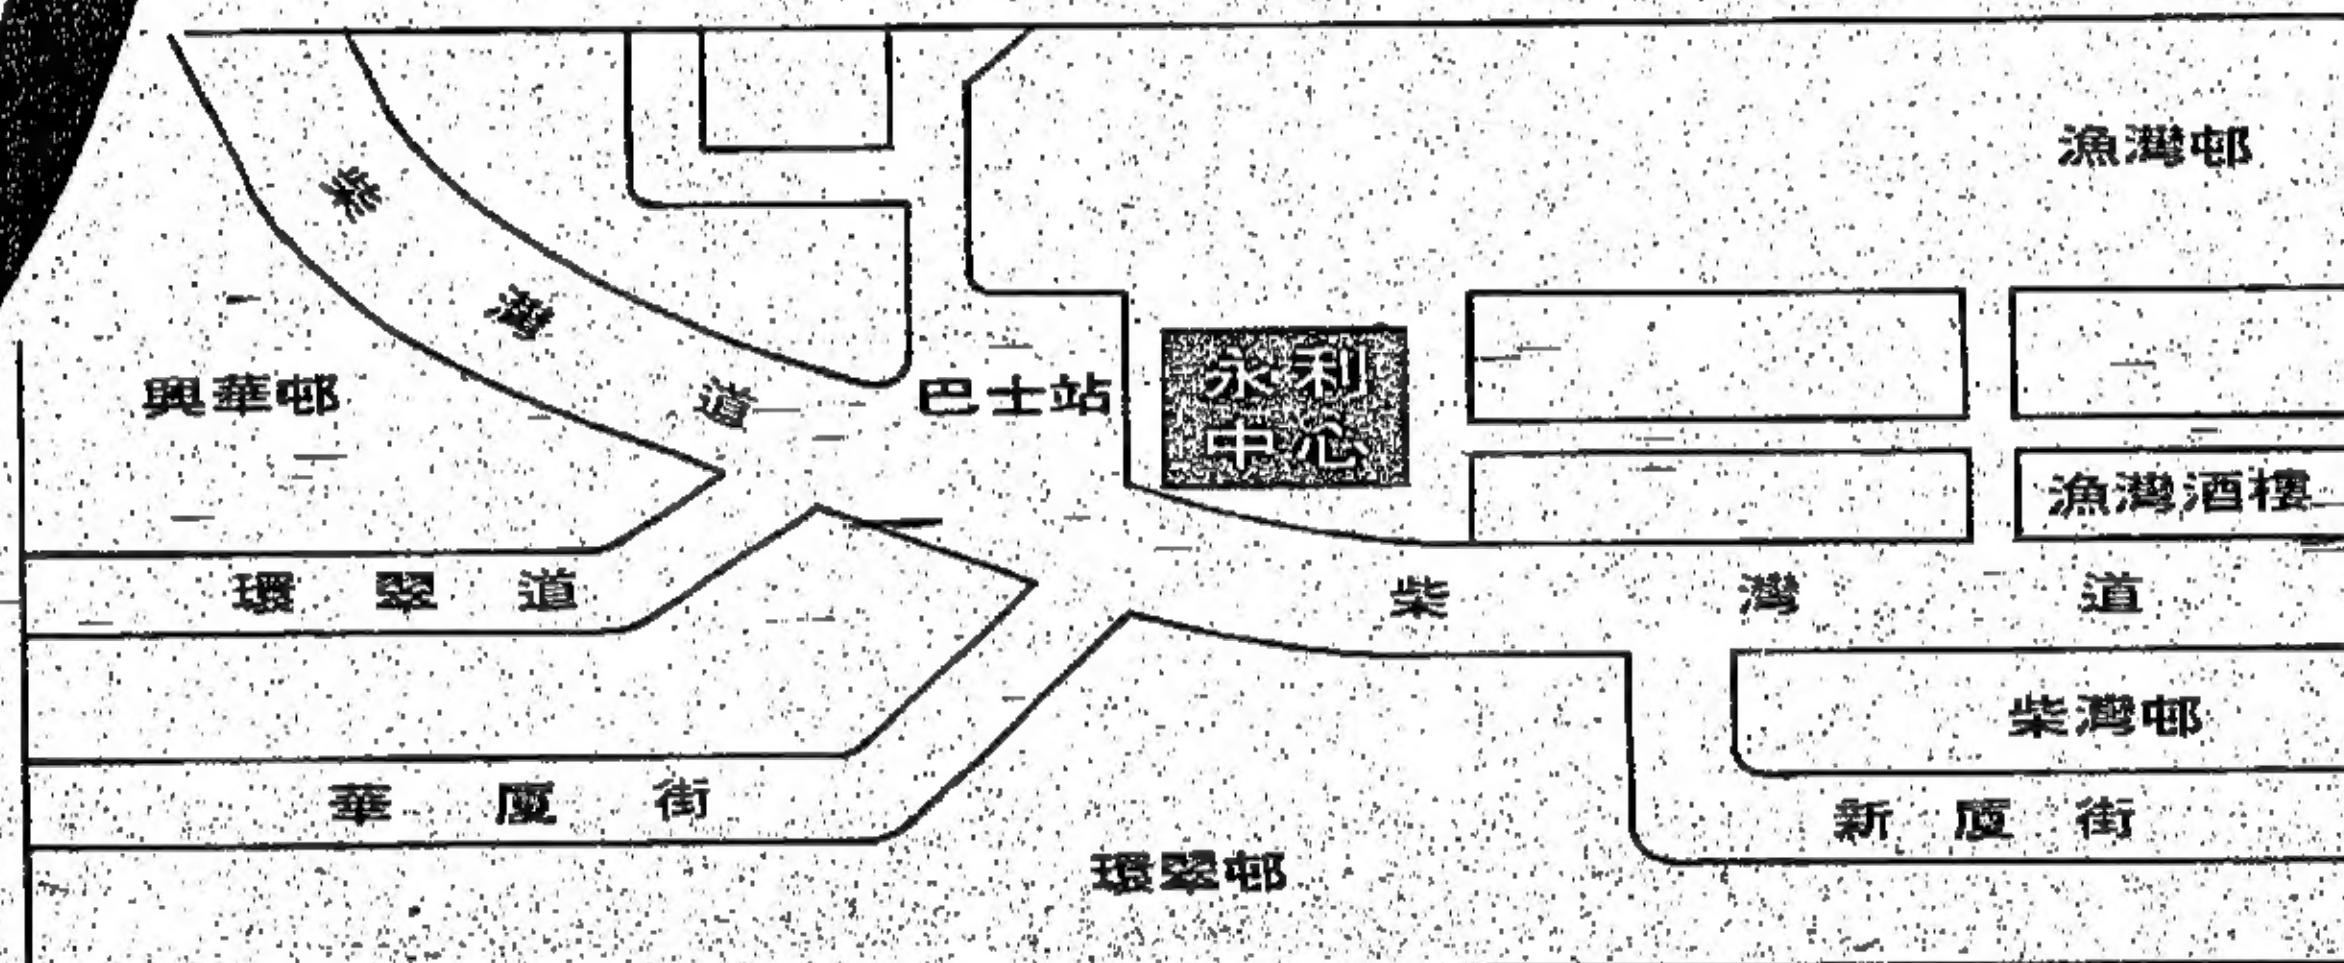 漁灣邨
柴灣道
興華邨
巴士站
永利
中心
漁灣酒樓
環翠道
柴灣道
柴灣邨
華廈街
新廈街
環翠邨